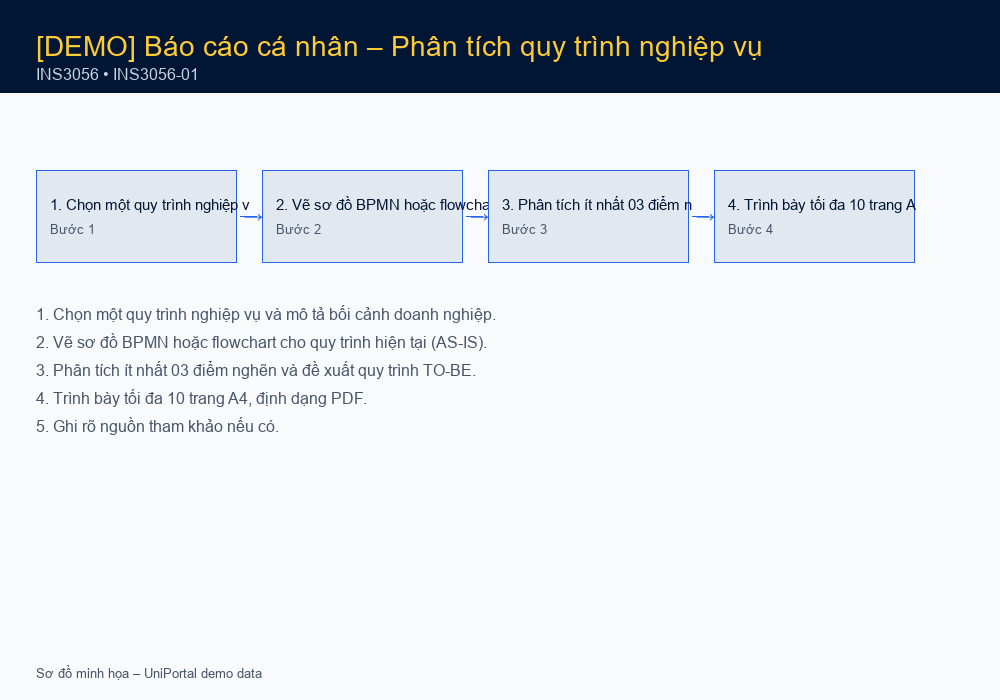 [DEMO] Báo cáo cá nhân – Phân tích quy trình nghiệp vụ
INS3056 • INS3056-01
1. Chọn một quy trình nghiệp v
Bước 1
→
2. Vẽ sơ đồ BPMN hoặc flowcha
Bước 2
→
3. Phân tích ít nhất 03 điểm n
Bước 3
→
4. Trình bày tối đa 10 trang A
Bước 4
1. Chọn một quy trình nghiệp vụ và mô tả bối cảnh doanh nghiệp.
2. Vẽ sơ đồ BPMN hoặc flowchart cho quy trình hiện tại (AS-IS).
3. Phân tích ít nhất 03 điểm nghẽn và đề xuất quy trình TO-BE.
4. Trình bày tối đa 10 trang A4, định dạng PDF.
5. Ghi rõ nguồn tham khảo nếu có.
Sơ đồ minh họa – UniPortal demo data